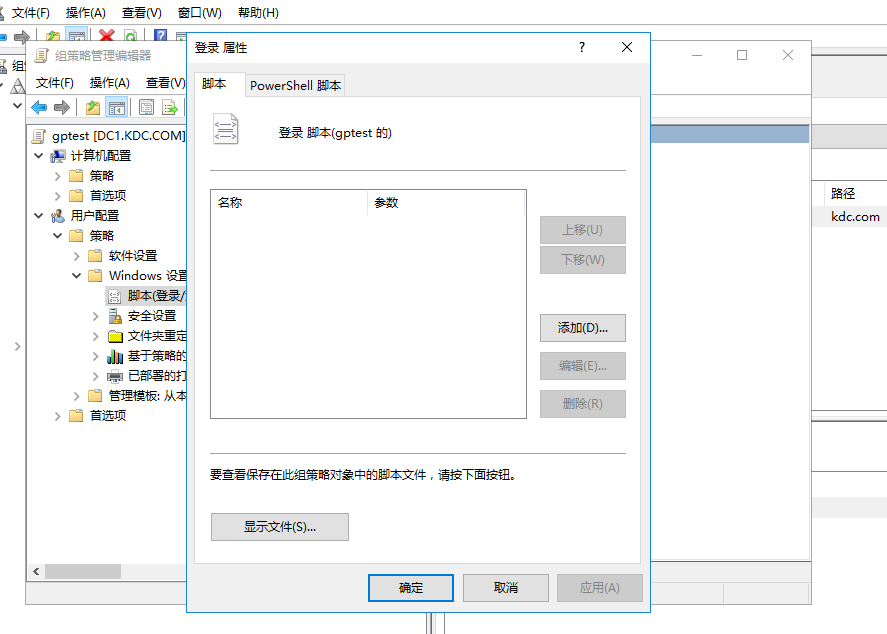 文件(F) 操作(A) 查看(V) 窗口(W) 帮助(H)
组策略管理编辑器
文件(F) 操作(A) 查看(V)
gptest [DC1.KDC.COM]
计算机配置
策略
首选项
用户配置
策略
软件设置
Windows 设置
脚本(登录/
安全设置
文件夹重定
基于策略的
已部署的打
管理模板: 从本
首选项
登录 属性
?
脚本 PowerShell 脚本
登录 脚本(gptest 的)
名称 参数
上移(U)
下移(W)
添加(D)...
编辑(E)...
删除(R)
要查看保存在此组策略对象中的脚本文件，请按下面按钮。
显示文件(S)...
确定 取消 应用(A)
路径
kdc.com